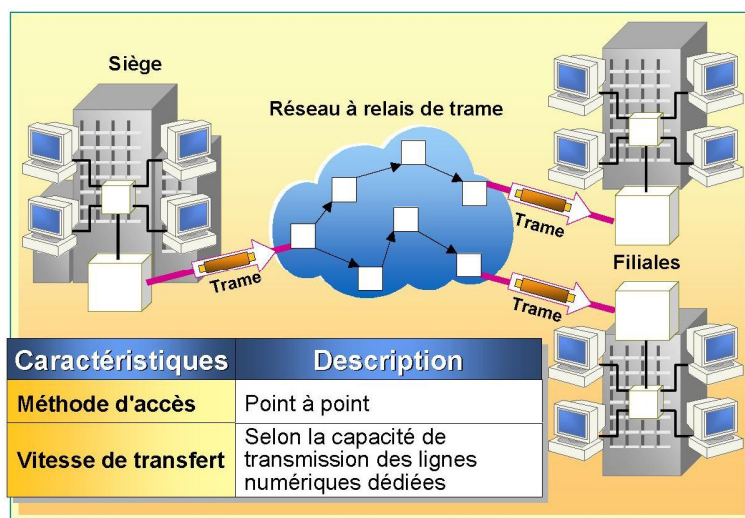 Siège
Réseau à relais de trame
Trame
Trame
Filiales
Trame
Caractéristiques
Description
Méthode d'accès
Point à point
Vitesse de transfert
Selon la capacité de
transmission des lignes
numériques dédiées